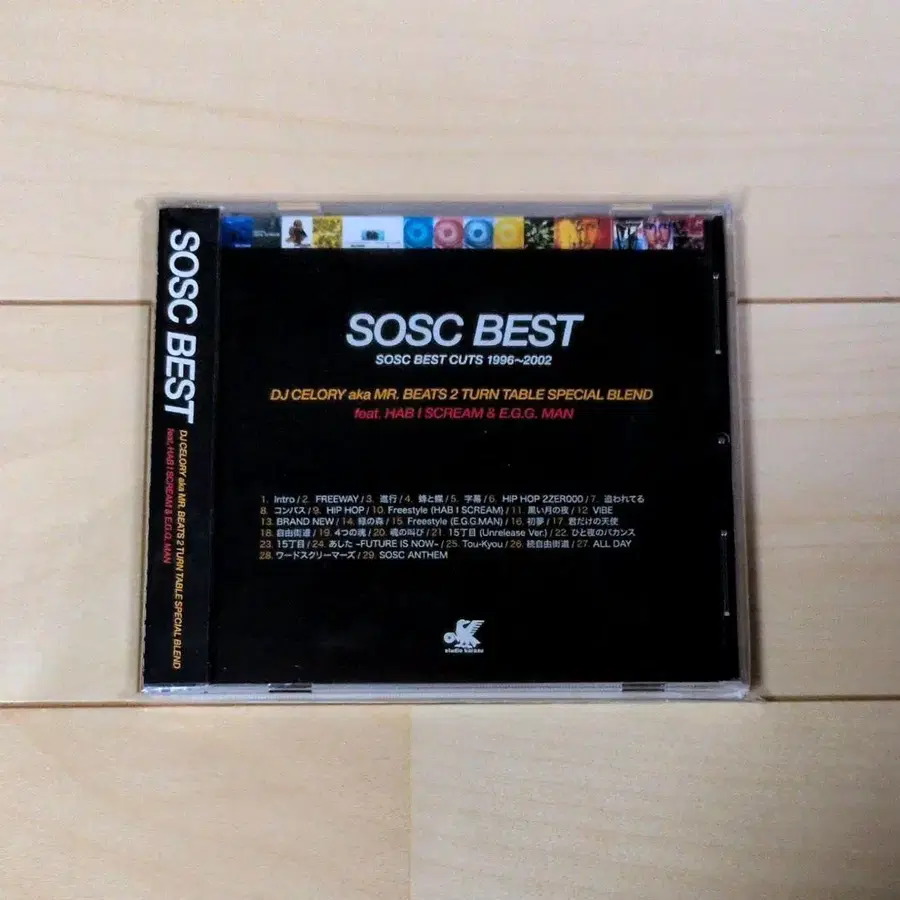 SOSC BEST
DJ CELORY aka MR. BEATS 2 TURN TABLE SPECIAL BLEND
feat. HAB I SCREAM & E.G.G. MAN
SOSC BEST
SOSC BEST CUTS 1996~2002
DJ CELORY aka MR. BEATS 2 TURN TABLE SPECIAL BLEND
feat. HAB I SCREAM & E.G.G. MAN
1. Intro / 2. FREEWAY / 3.進行 / 4. 蜂と蝶 / 5. 字幕 / 6. HIP HOP 2ZER000 / 7. 追われてる
8. コンパス / 9. HIP HOP / 10. Freestyle (HAB I SCREAM) / 11. 黒い月の夜 / 12 VIBE
13. BRAND NEW / 14. 緑の森 / 15. Freestyle (E.G.G.MAN) / 16. 初夢 / 17. 君だけの天使
18. 自由街道 / 19. 4つの魂 / 20. 魂の叫び / 21. 15丁目 (Unrelease Ver.) / 22. ひと夜のバカンス
23. 15丁目 / 24. あした ~FUTURE IS NOW~ / 25. Tou-Kyou / 26. 続自由街道 / 27. ALL DAY
28. ワードスクリーマーズ / 29. SOSC ANTHEM